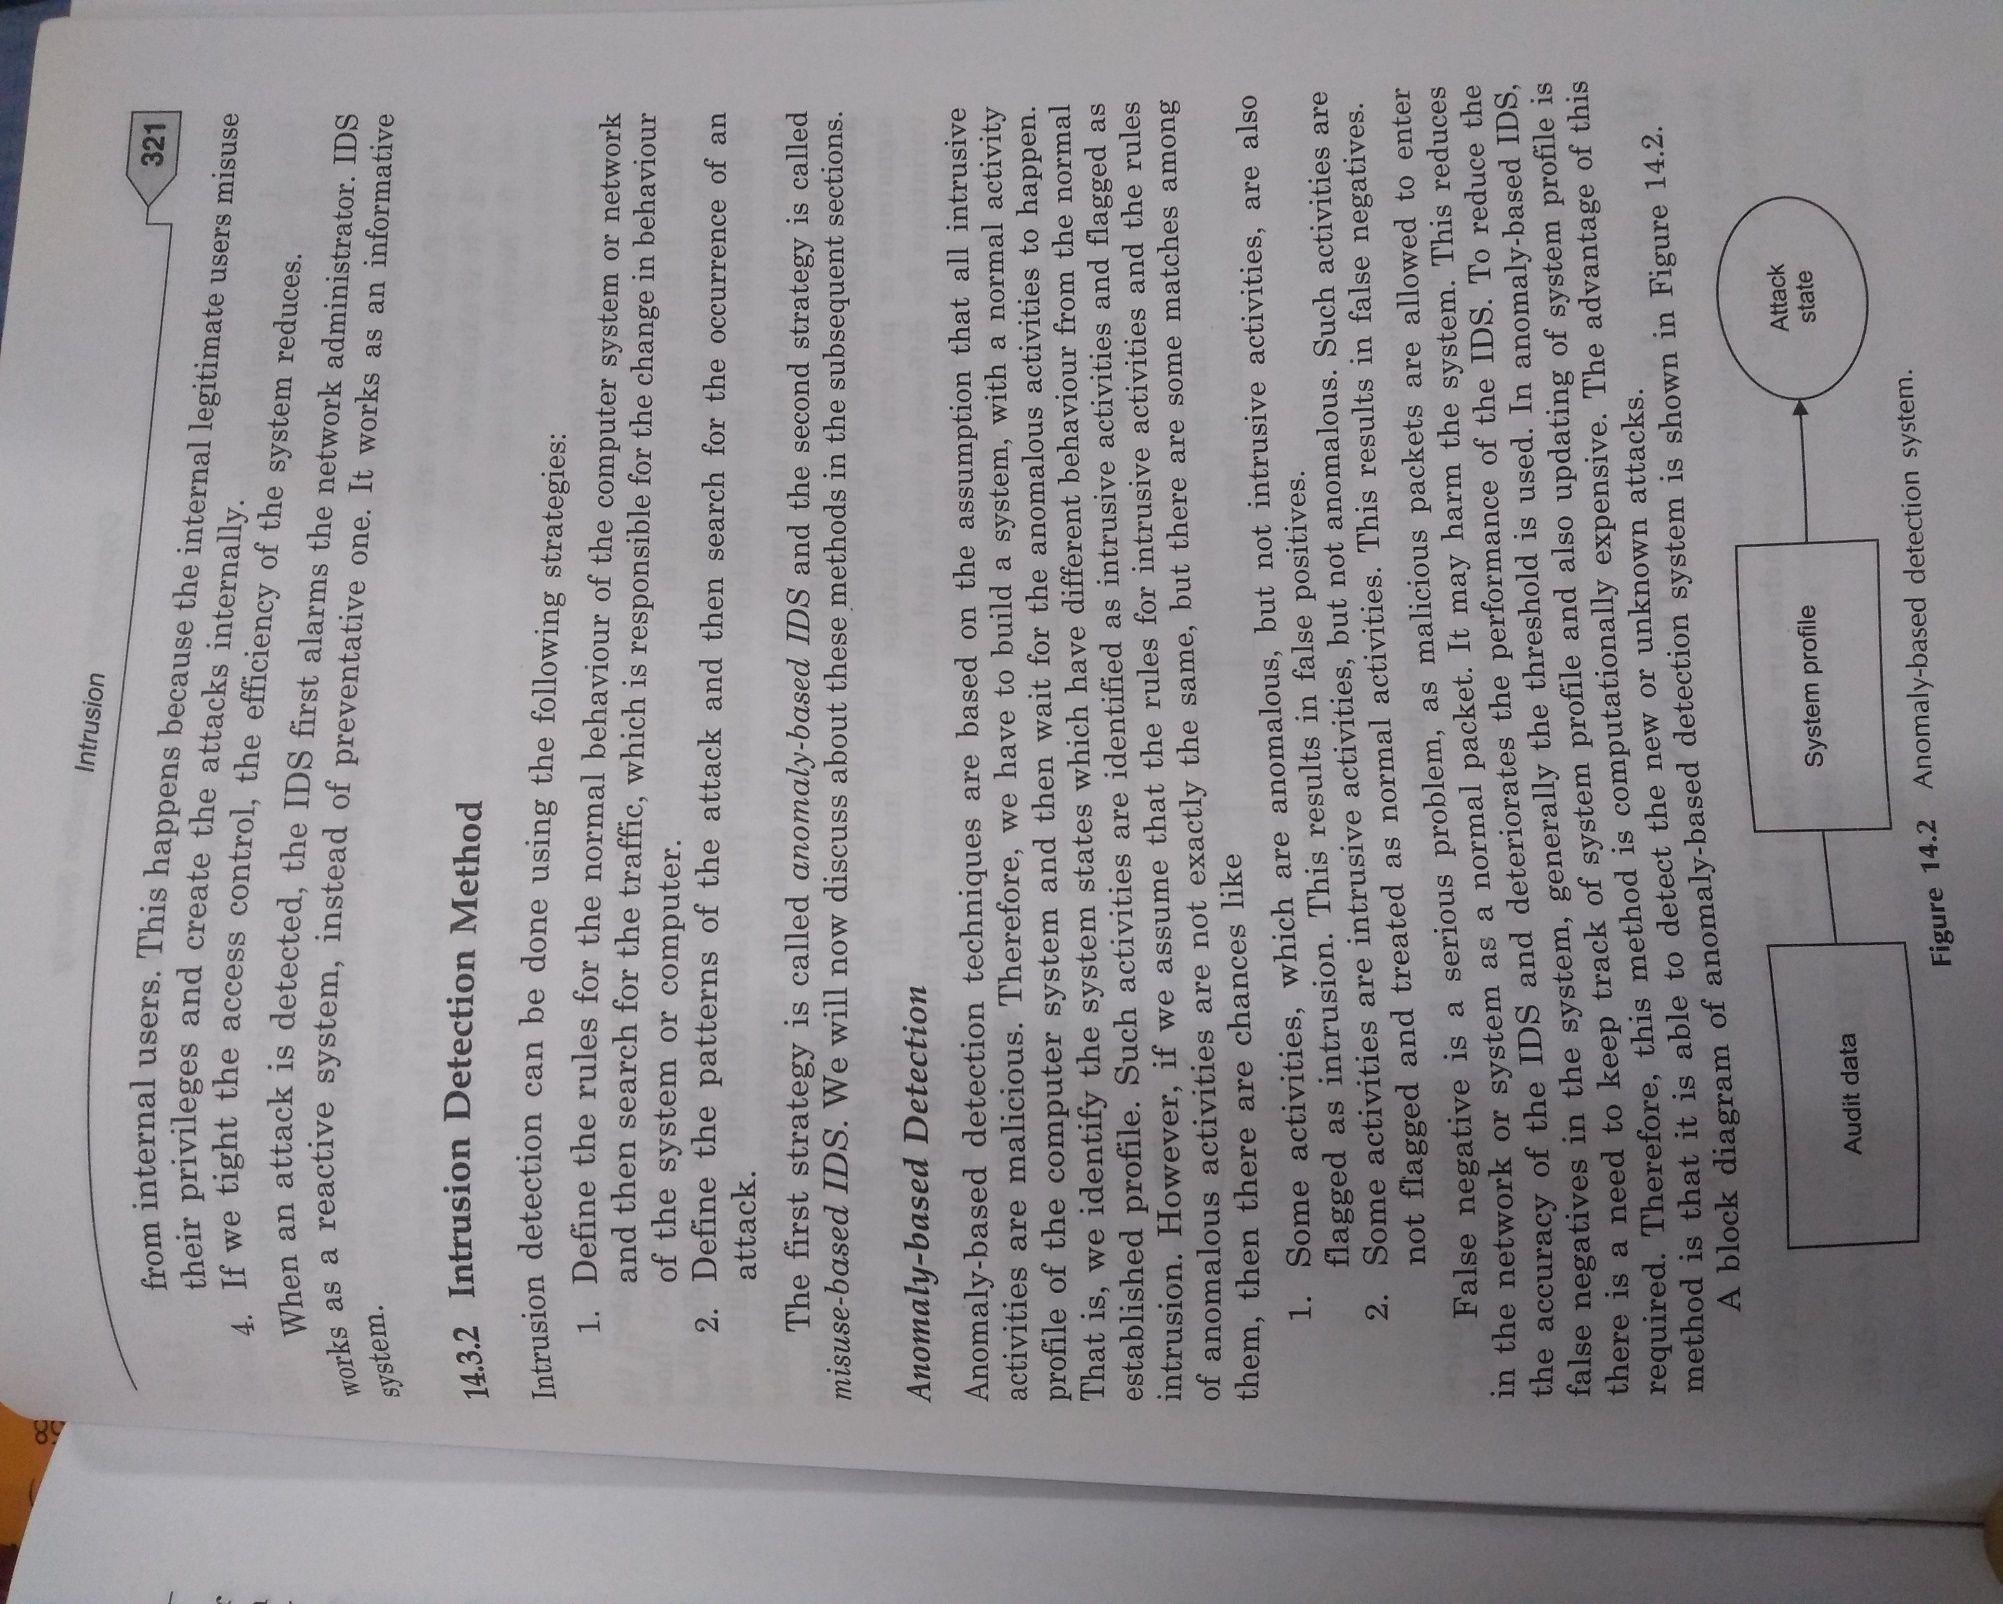 Intrusion
321
from internal users. This happens because the internal legitimate users misuse
their privileges and create the attacks internally.
4. If we tight the access control, the efficiency of the system reduces.
When an attack is detected, the IDS first alarms the network administrator. IDS
works as a reactive system, instead of preventative one. It works as an informative
system.
14.3.2 Intrusion Detection Method
Intrusion detection can be done using the following strategies:
1. Define the rules for the normal behaviour of the computer system or network
and then search for the traffic, which is responsible for the change in behaviour
of the system or computer.
2. Define the patterns of the attack and then search for the occurrence of an
attack.
The first strategy is called anomaly-based IDS and the second strategy is called
misuse-based IDS. We will now discuss about these methods in the subsequent sections.
Anomaly-based Detection
Anomaly-based detection techniques are based on the assumption that all intrusive
activities are malicious. Therefore, we have to build a system, with a normal activity
profile of the computer system and then wait for the anomalous activities to happen.
That is, we identify the system states which have different behaviour from the normal
established profile. Such activities are identified as intrusive activities and flagged as
intrusion. However, if we assume that the rules for intrusive activities and the rules
of anomalous activities are not exactly the same, but there are some matches among
them, then there are chances like
1. Some activities, which are anomalous, but not intrusive activities, are also
flagged as intrusion. This results in false positives.
2. Some activities are intrusive activities, but not anomalous. Such activities are
not flagged and treated as normal activities. This results in false negatives.
False negative is a serious problem, as malicious packets are allowed to enter
in the network or system as a normal packet. It may harm the system. This reduces
the accuracy of the IDS and deteriorates the performance of the IDS. To reduce the
false negatives in the system, generally the threshold is used. In anomaly-based IDS,
there is a need to keep track of system profile and also updating of system profile is
required. Therefore, this method is computationally expensive. The advantage of this
method is that it is able to detect the new or unknown attacks.
A block diagram of anomaly-based detection system is shown in Figure 14.2.
Audit data
System profile
Attack
state
Figure 14.2 Anomaly-based detection system.